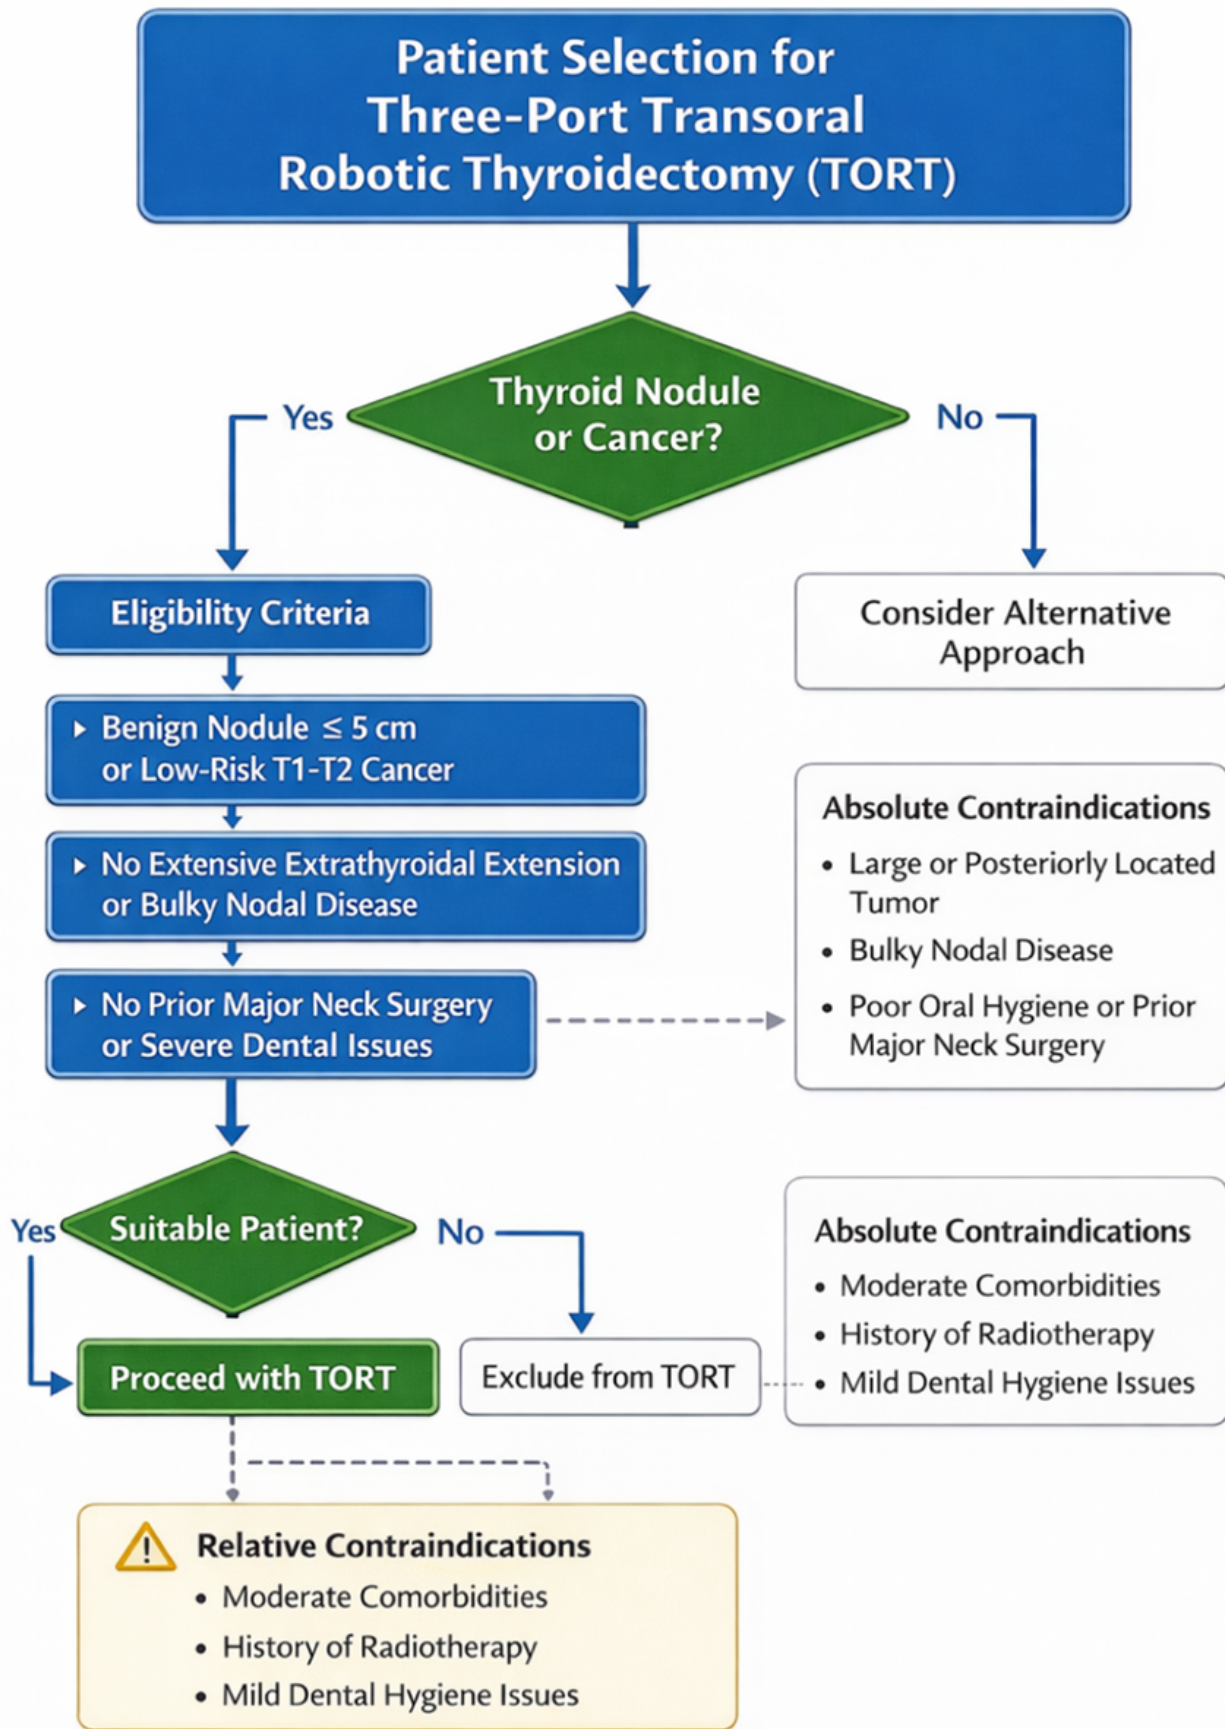 Patient Selection for
Three-Port Transoral
Robotic Thyroidectomy (TORT)
Thyroid Nodule
or Cancer?
Yes
No
Eligibility Criteria
Consider Alternative
Approach
▸ Benign Nodule ≤ 5 cm
or Low-Risk T1-T2 Cancer
▸ No Extensive Extrathyroidal Extension
or Bulky Nodal Disease
▸ No Prior Major Neck Surgery
or Severe Dental Issues
Absolute Contraindications
• Large or Posteriorly Located
Tumor
• Bulky Nodal Disease
• Poor Oral Hygiene or Prior
Major Neck Surgery
Suitable Patient?
Yes
No
Proceed with TORT
Exclude from TORT
Absolute Contraindications
• Moderate Comorbidities
• History of Radiotherapy
• Mild Dental Hygiene Issues
Relative Contraindications
• Moderate Comorbidities
• History of Radiotherapy
• Mild Dental Hygiene Issues